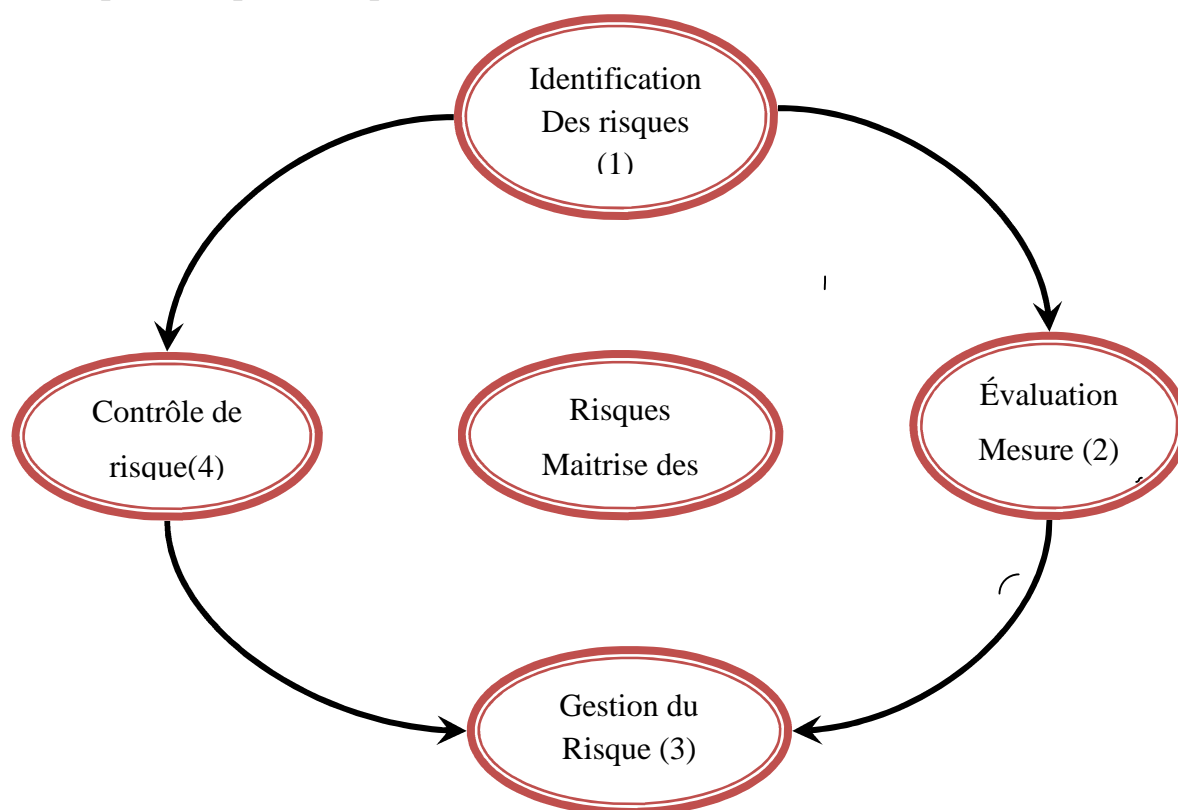 Identification
Des risques
(1)
Contrôle de
risque(4)
Risques
Maitrise des
Évaluation
Mesure (2)
Gestion du
Risque (3)